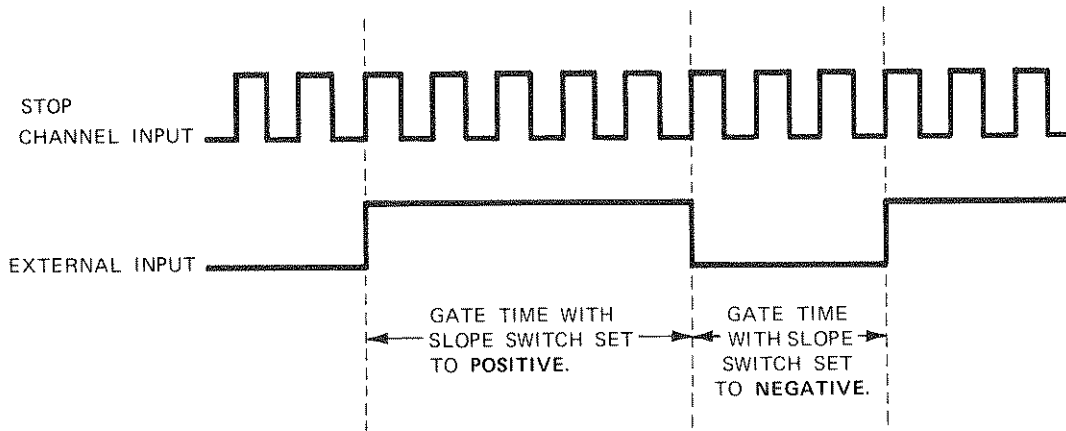 STOP
CHANNEL INPUT
EXTERNAL INPUT
GATE TIME WITH
SLOPE SWITCH SET
TO POSITIVE.
GATE TIME
WITH SLOPE
SWITCH SET
TO NEGATIVE.